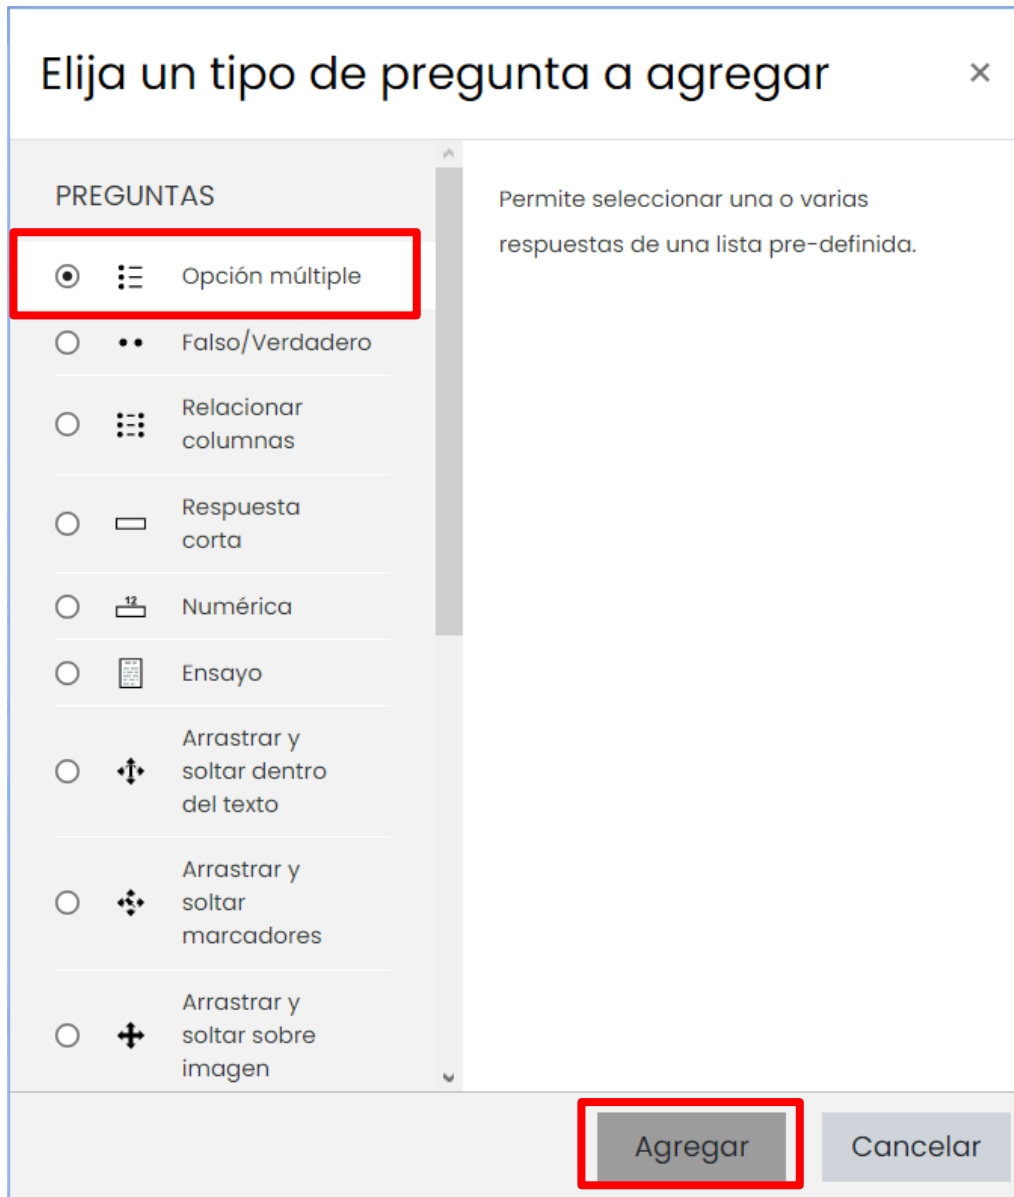 Elija un tipo de pregunta a agregar
×
PREGUNTAS
Opción múltiple
Falso/Verdadero
Relacionar
columnas
Respuesta
corta
12
Numérica
Ensayo
Arrastrar y
soltar dentro
del texto
Arrastrar y
soltar
marcadores
Arrastrar y
soltar sobre
imagen
Permite seleccionar una o varias
respuestas de una lista pre-definida.
Agregar
Cancelar